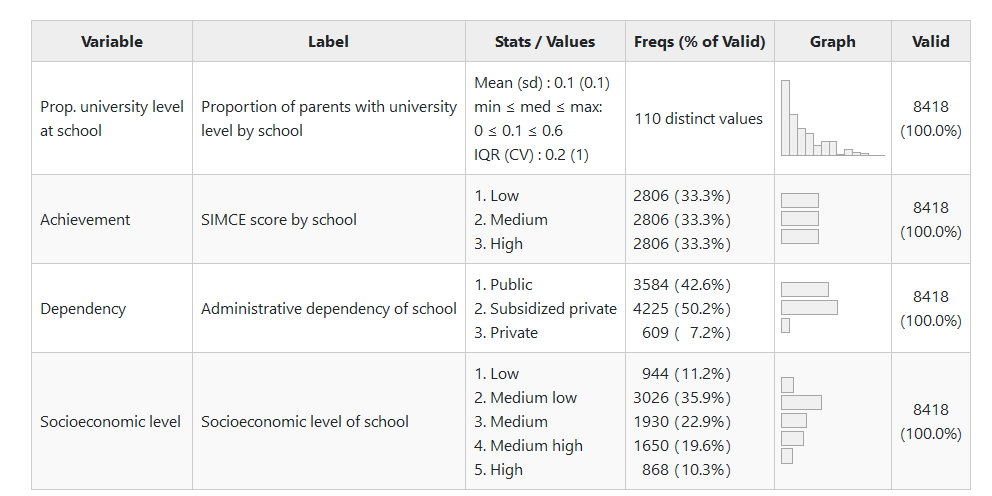 Variable Label Stats / Values Freqs (% of Valid) Graph Valid
Prop. university level at school
Proportion of parents with university level by school
Mean (sd) : 0.1 (0.1)
min ≤ med ≤ max:
0 ≤ 0.1 ≤ 0.6
IQR (CV) : 0.2 (1)
110 distinct values
8418
(100.0%)
Achievement
SIMCE score by school
1. Low
2. Medium
3. High
2806 (33.3%)
2806 (33.3%)
2806 (33.3%)
8418
(100.0%)
Dependency
Administrative dependency of school
1. Public
2. Subsidized private
3. Private
3584 (42.6%)
4225 (50.2%)
609 ( 7.2%)
8418
(100.0%)
Socioeconomic level
Socioeconomic level of school
1. Low
2. Medium low
3. Medium
4. Medium high
5. High
944 (11.2%)
3026 (35.9%)
1930 (22.9%)
1650 (19.6%)
868 (10.3%)
8418
(100.0%)